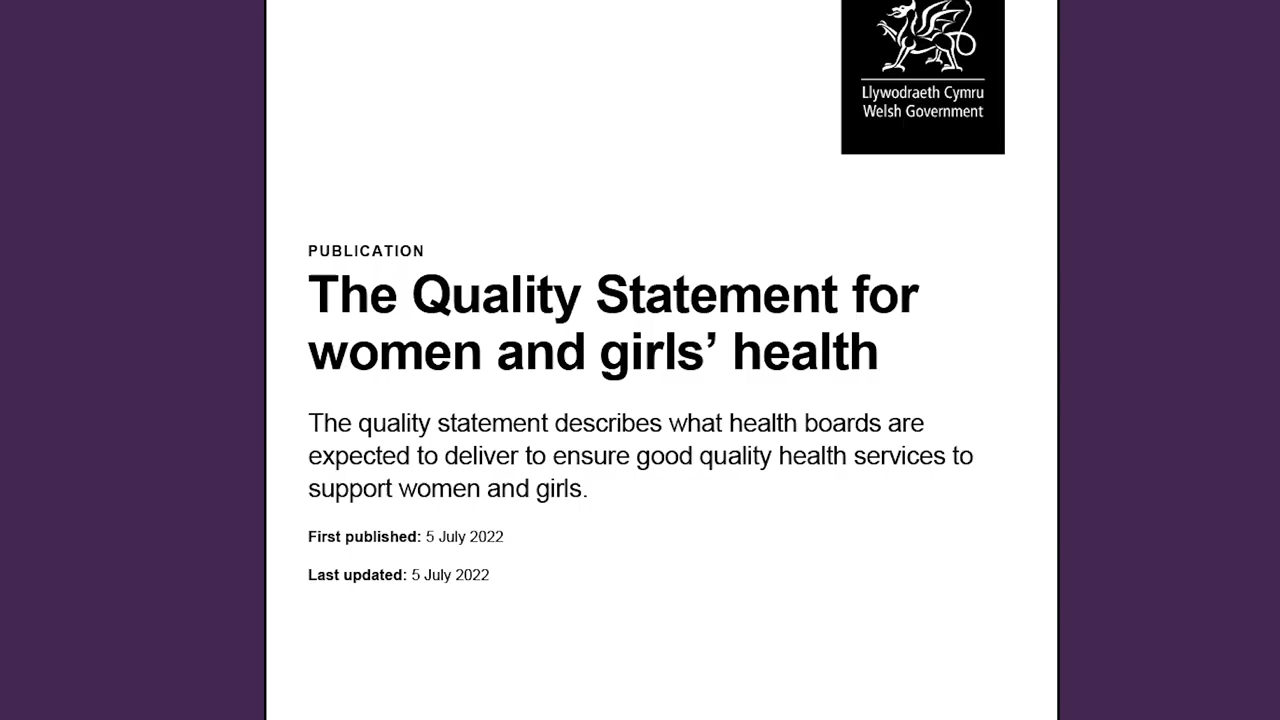 Llywodraeth Cymru
Welsh Government
PUBLICATION
The Quality Statement for
women and girls’ health
The quality statement describes what health boards are
expected to deliver to ensure good quality health services to
support women and girls.
First published: 5 July 2022
Last updated: 5 July 2022